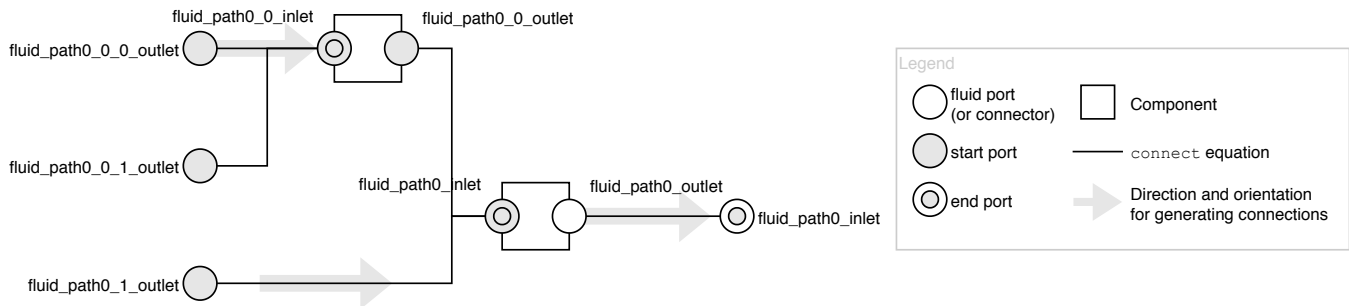 fluid_path0_0_inlet
fluid_path0_0_outlet
fluid_path0_0_0_outlet
fluid_path0_0_1_outlet
fluid_path0_inlet
fluid_path0_outlet
fluid_path0_inlet
fluid_path0_1_outlet
Legend
fluid port
(or connector)
Component
start port
connect equation
end port
Direction and orientation
for generating connections